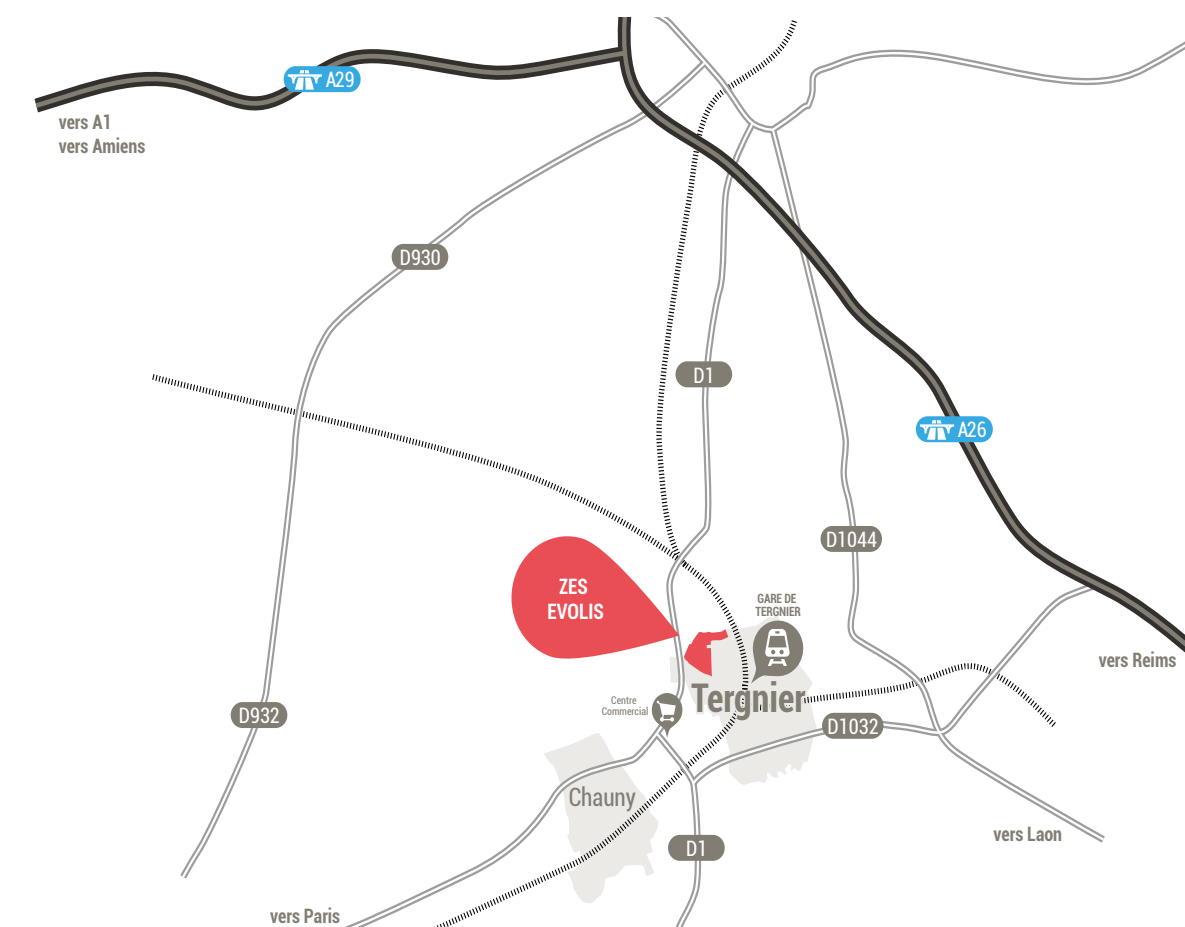 A29
vers A1
vers Amiens
D930
D1
A26
D1044
ZES
EVOLIS
GARE DE
TERGNIER
vers Reims
Tergnier
Centre
Commercial
D932
D1032
Chauny
vers Laon
D1
vers Paris